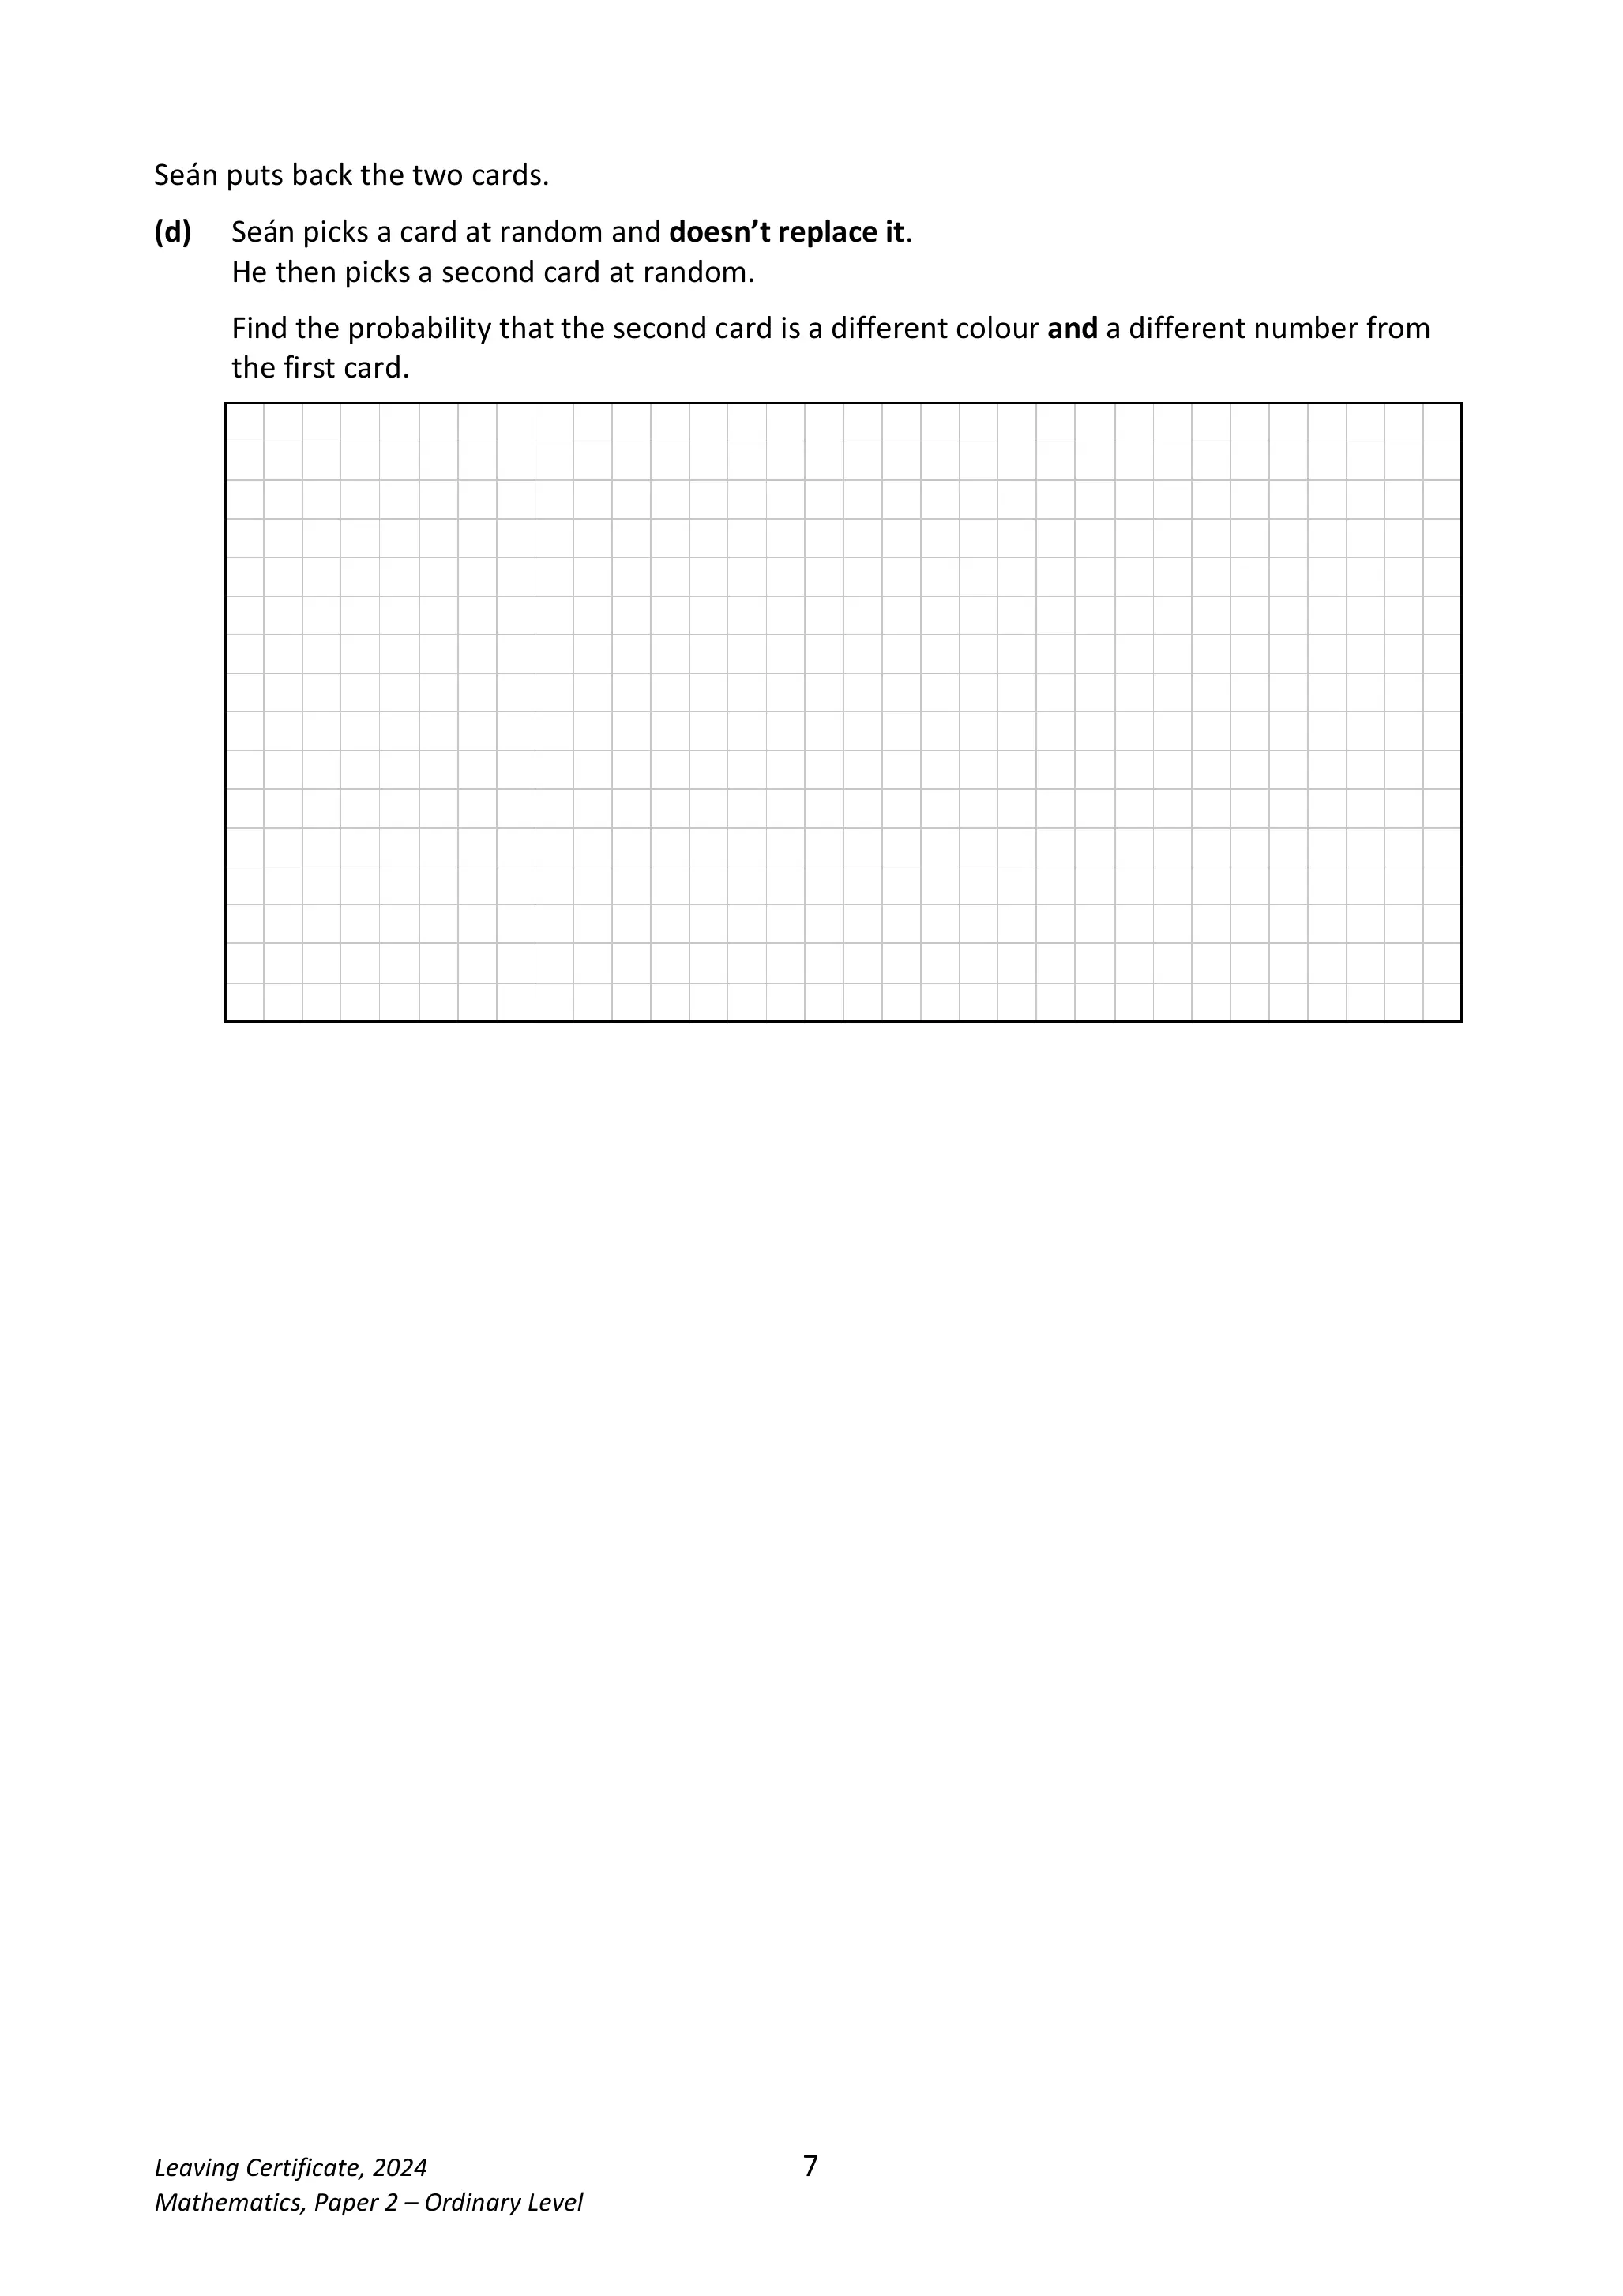 Seán puts back the two cards.
(d) Seán picks a card at random and doesn’t replace it.
He then picks a second card at random.
Find the probability that the second card is a different colour and a different number from
the first card.
Leaving Certificate, 2024 7
Mathematics, Paper 2 – Ordinary Level